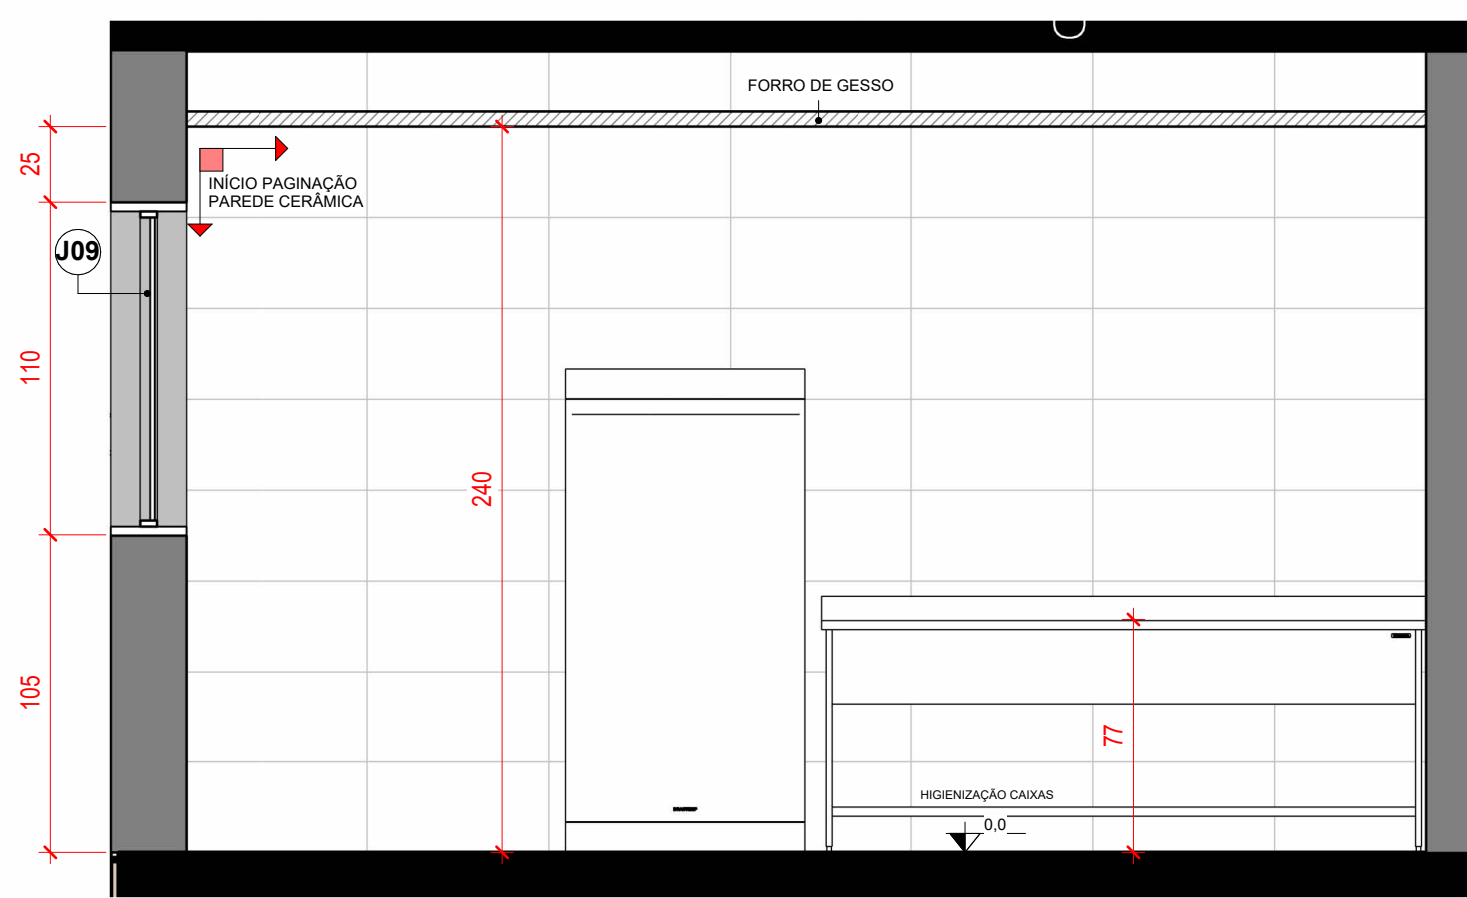 FORRO DE GESSO
25
INÍCIO PAGINAÇÃO
PAREDE CERÂMICA
J09
110
240
105
77
HIGIENIZAÇÃO CAIXAS
0,0